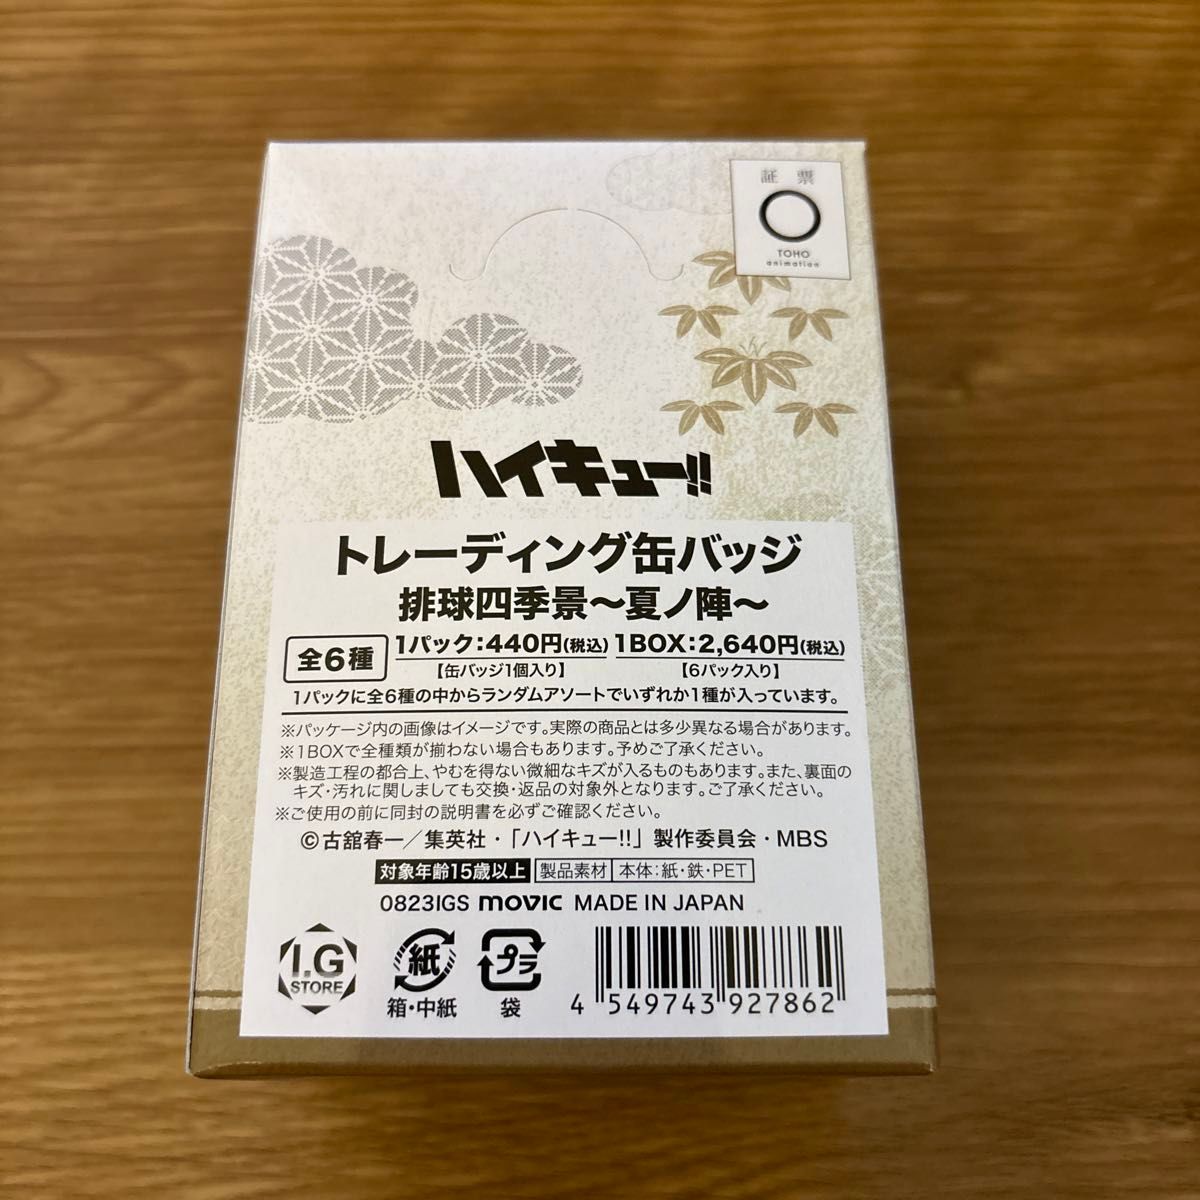 証票
TOHO
animation
ハイキュー!!
トレーディング缶バッジ
排球四季景～夏ノ陣～
全6種
1パック:440円(税込) 1BOX:2,640円(税込)
【缶バッジ1個入り】 【6パック入り】
1パックに全6種の中からランダムアソートでいずれか1種が入っています。
※パッケージ内の画像はイメージです。実際の商品とは多少異なる場合があります。
※1BOXで全種類が揃わない場合もあります。予めご了承ください。
※製造工程の都合上、やむを得ない微細なキズが入るものもあります。また、裏面の
キズ・汚れに関しましても交換・返品の対象外となります。ご了承ください。
※ご使用の前に同封の説明書を必ずご確認ください。
©古舘春一／集英社・「ハイキュー!!」製作委員会・MBS
対象年齢15歳以上 製品素材 本体:紙・鉄・PET
0823IGS movic MADE IN JAPAN
I.G
STORE
紙
箱・中紙
プラ
袋
4 549743 927862